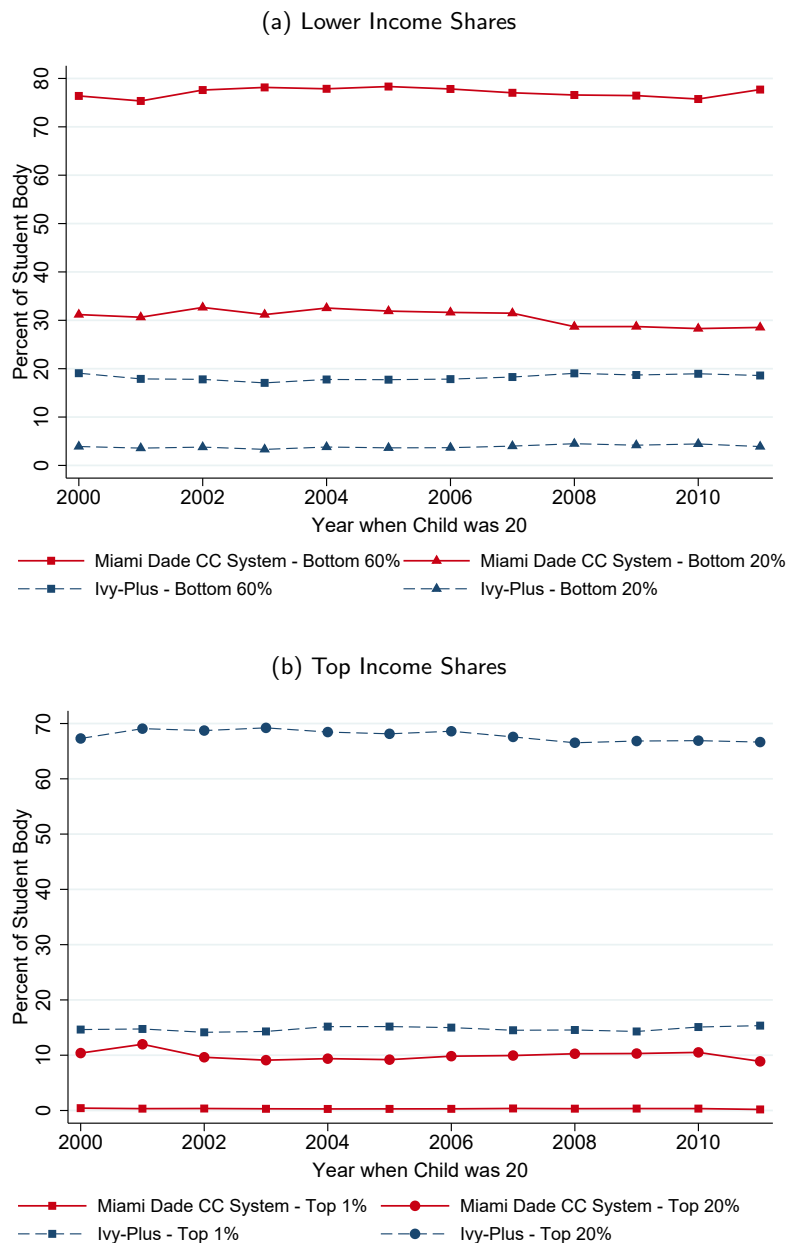 (a) Lower Income Shares
Percent of Student Body
80
70
60
50
40
30
20
10
0
2000 2002 2004 2006 2008 2010
Year when Child was 20
Miami Dade CC System - Bottom 60% Miami Dade CC System - Bottom 20%
Ivy-Plus - Bottom 60% Ivy-Plus - Bottom 20%
(b) Top Income Shares
Percent of Student Body
70
60
50
40
30
20
10
0
2000 2002 2004 2006 2008 2010
Year when Child was 20
Miami Dade CC System - Top 1% Miami Dade CC System - Top 20%
Ivy-Plus - Top 1% Ivy-Plus - Top 20%